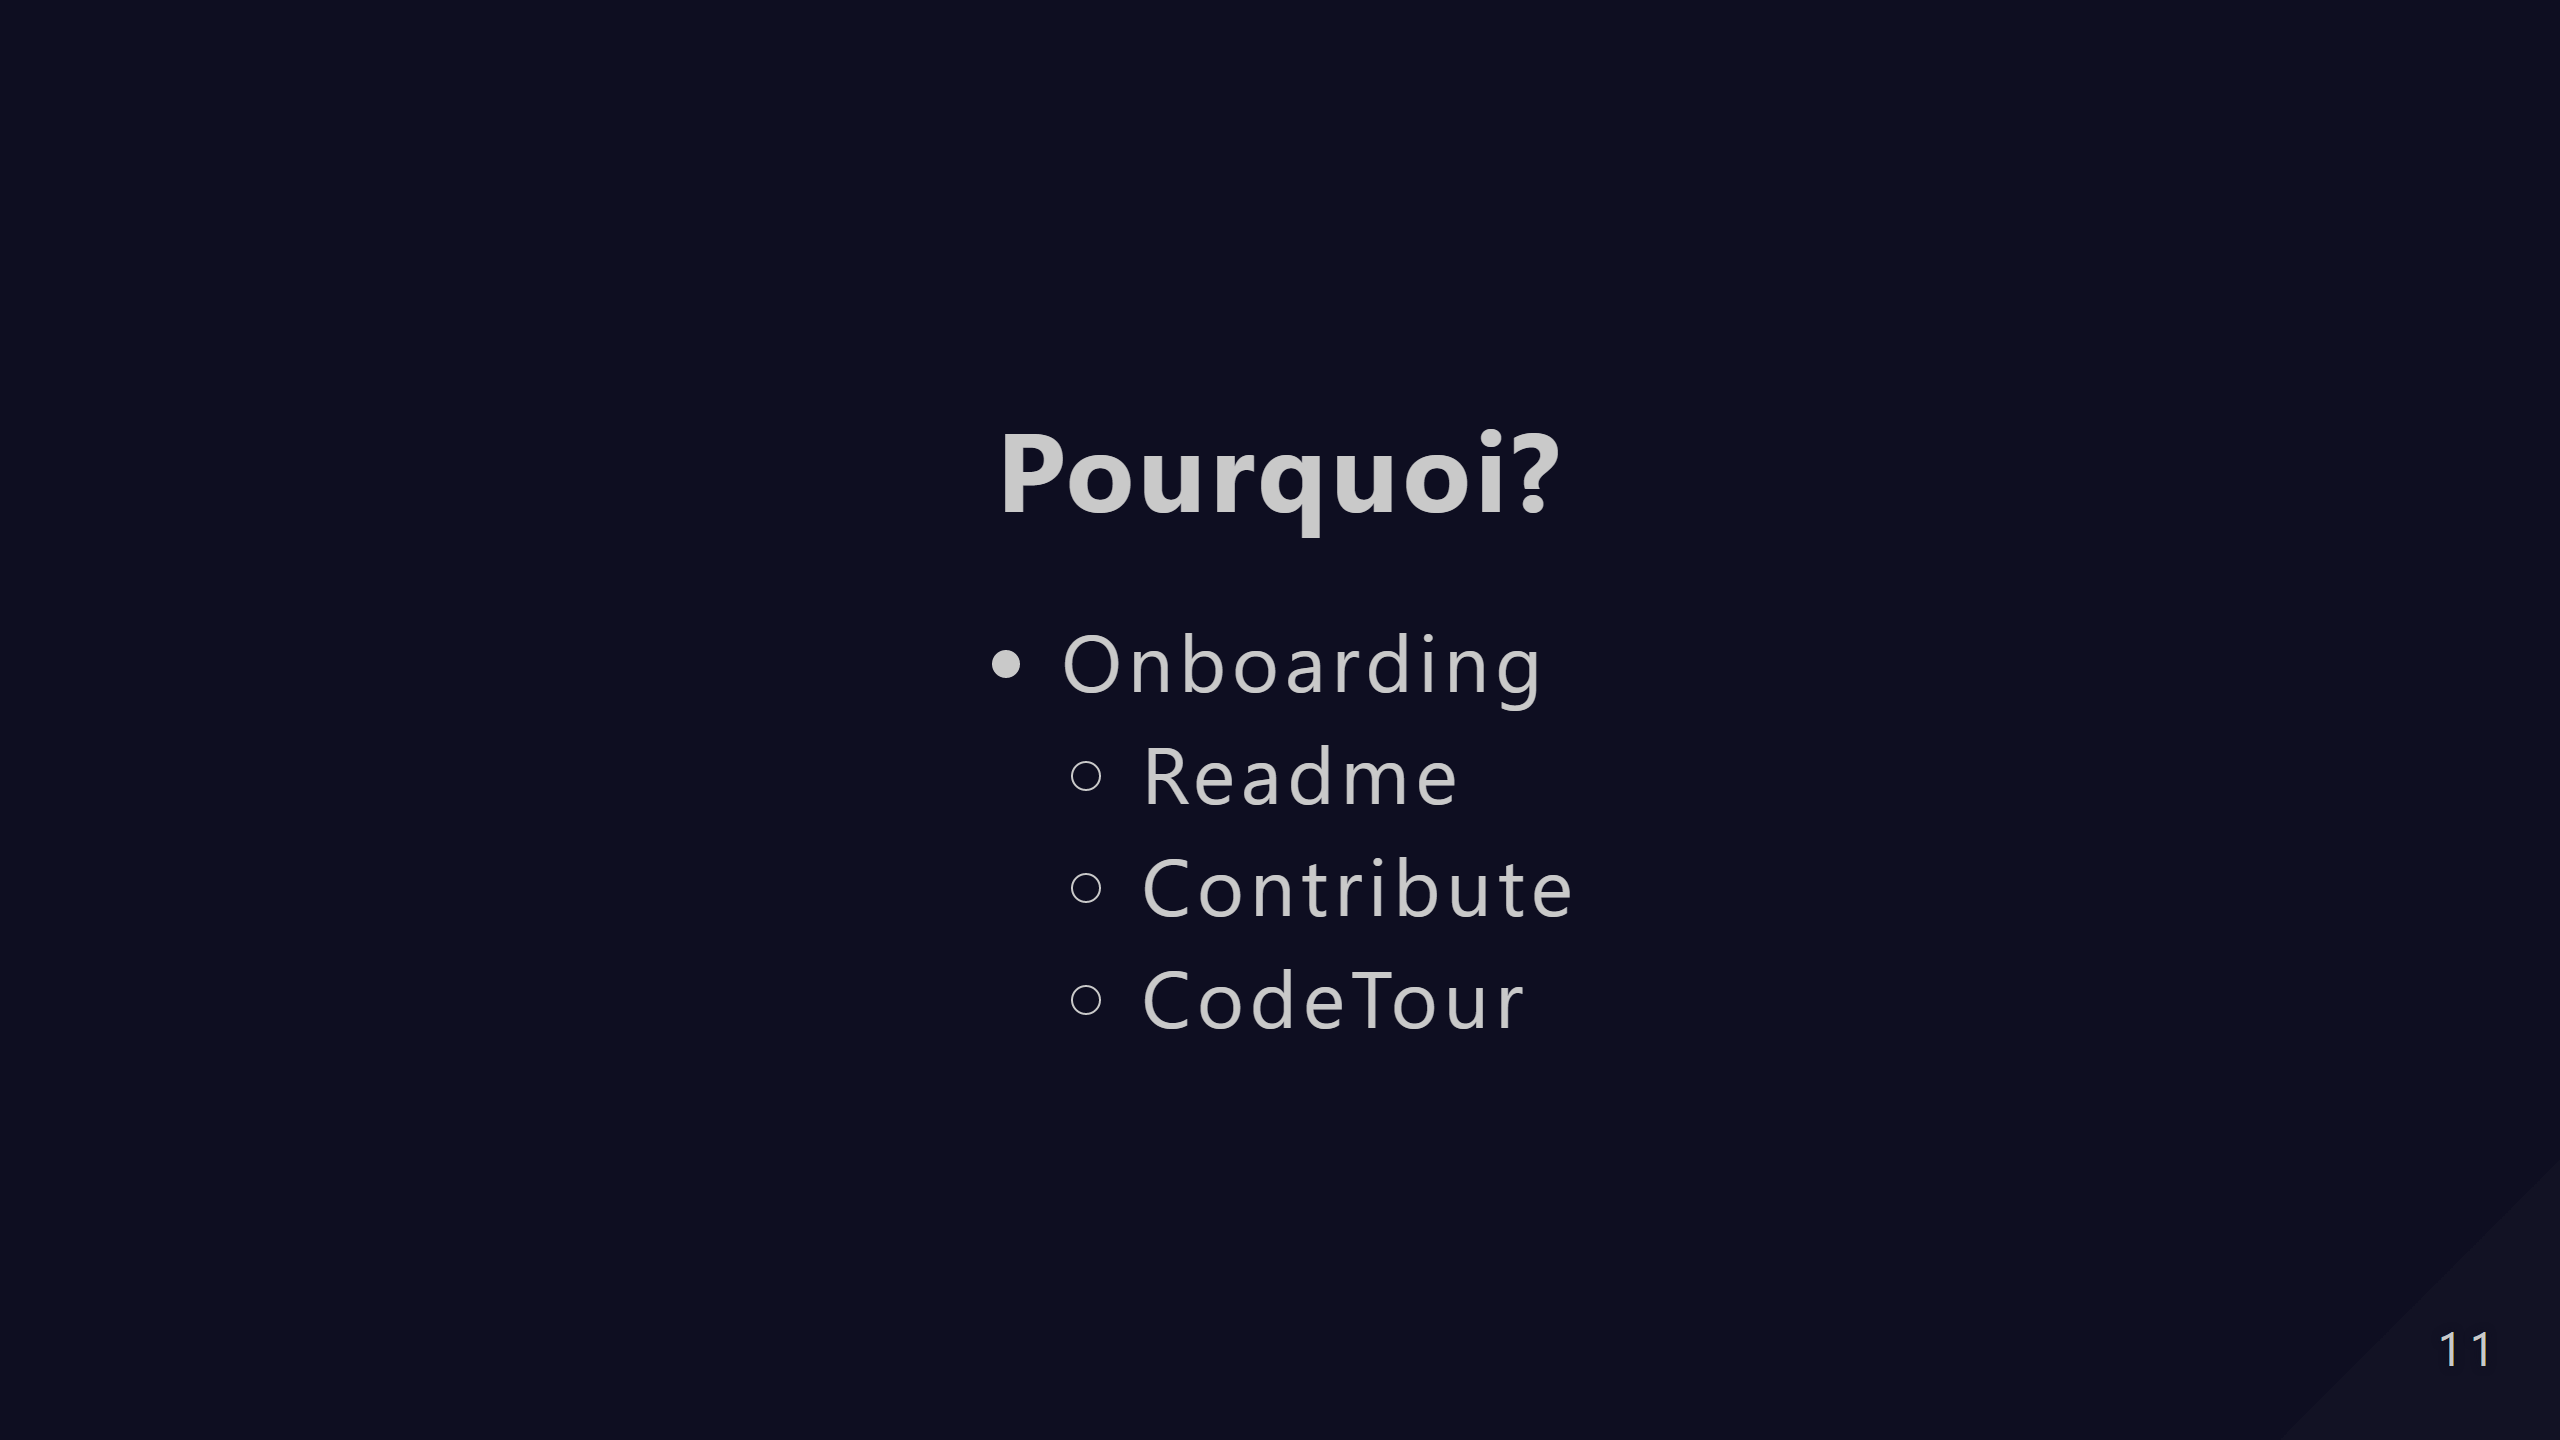 Pourquoi?
• Onboarding
○ Readme
○ Contribute
○ CodeTour
11